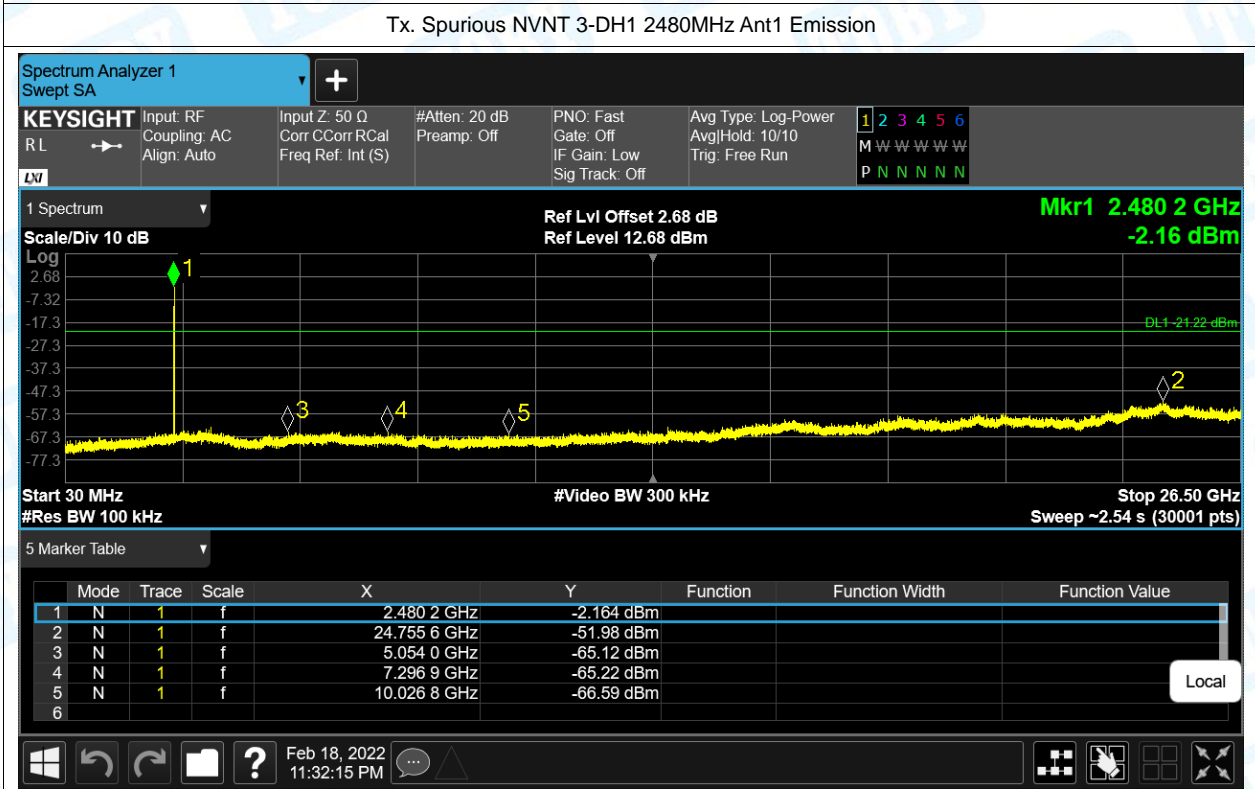 Tx. Spurious NVNT 3-DH1 2480MHz Ant1 Emission
Spectrum Analyzer 1
Swept SA
+
KEYSIGHT
R L
LXI
Input: RF
Coupling: AC
Align: Auto
Input Z: 50 Ω
Corr CCorr RCal
Freq Ref: Int (S)
#Atten: 20 dB
Preamp: Off
PNO: Fast
Gate: Off
IF Gain: Low
Sig Track: Off
Avg Type: Log-Power
Avg|Hold: 10/10
Trig: Free Run
1 2 3 4 5 6
M W W W W W
P N N N N N
1 Spectrum
Scale/Div 10 dB
Ref Lvl Offset 2.68 dB
Ref Level 12.68 dBm
Mkr1 2.480 2 GHz
-2.16 dBm
Log
2.68
-7.32
-17.3
-27.3
-37.3
-47.3
-57.3
-67.3
-77.3
1
DL1 -21.22 dBm
2
3
4
5
Start 30 MHz
#Res BW 100 kHz
#Video BW 300 kHz
Stop 26.50 GHz
Sweep ~2.54 s (30001 pts)
5 Marker Table
Mode Trace Scale X Y Function Function Width Function Value
1 N 1 f 2.480 2 GHz -2.164 dBm
2 N 1 f 24.755 6 GHz -51.98 dBm
3 N 1 f 5.054 0 GHz -65.12 dBm
4 N 1 f 7.296 9 GHz -65.22 dBm
5 N 1 f 10.026 8 GHz -66.59 dBm
6
Local
?
Feb 18, 2022
11:32:15 PM